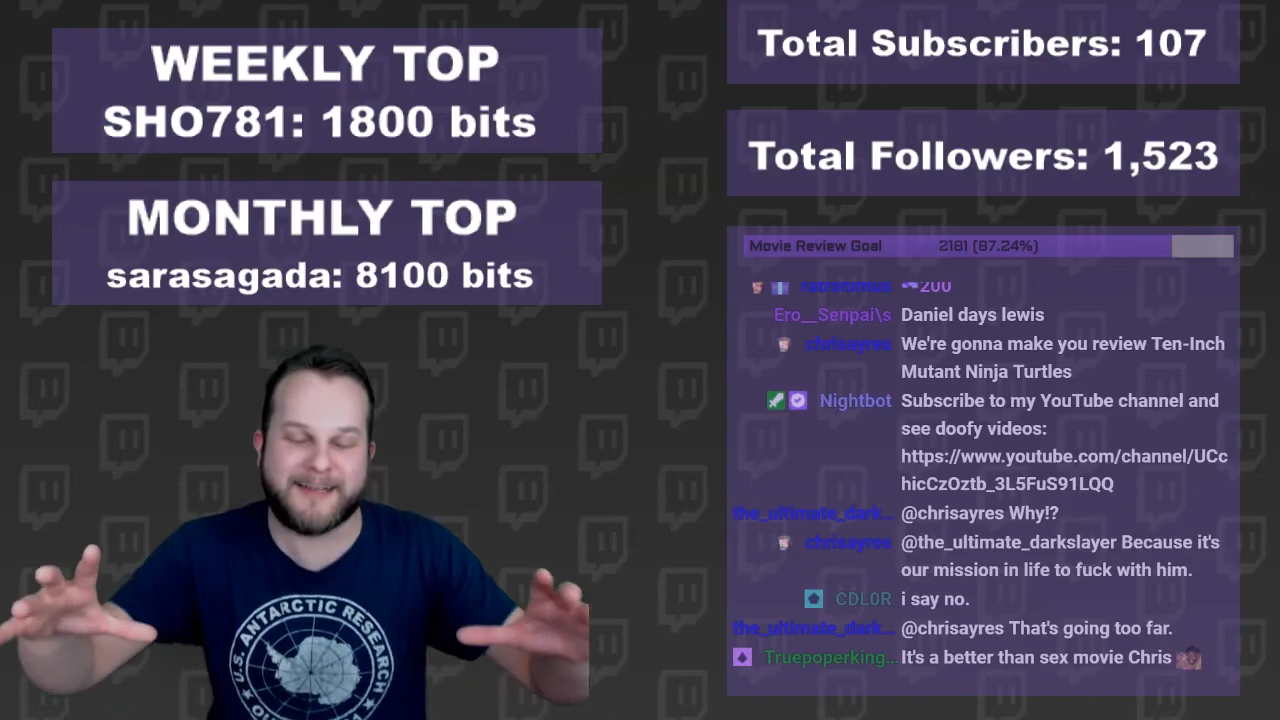 WEEKLY TOP
SHO781: 1800 bits
MONTHLY TOP
sarasagada: 8100 bits
Total Subscribers: 107
Total Followers: 1,523
Movie Review Goal 2181 (87.24%)
200
Ero__Senpai\s Daniel days lewis
chrisayres We're gonna make you review Ten-Inch
Mutant Ninja Turtles
Nightbot Subscribe to my YouTube channel and
see doofy videos:
https://www.youtube.com/channel/UCc
hicCzOztb_3L5FuS91LQQ
the_ultimate_dark... @chrisayres Why!?
chrisayres @the_ultimate_darkslayer Because it's
our mission in life to fuck with him.
CDL0R i say no.
the_ultimate_dark... @chrisayres That's going too far.
Truepoperking... It's a better than sex movie Chris
U.S. ANTARCTIC RESEARCH